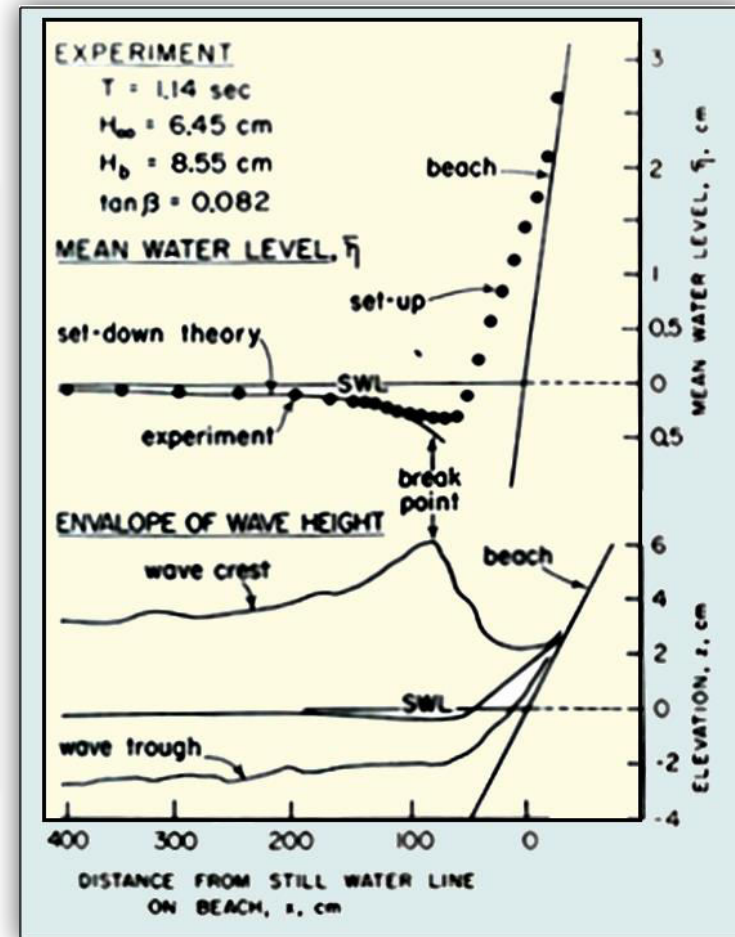 EXPERIMENT
T = 1.14 sec
H∞ = 6.45 cm
Hb = 8.55 cm
tan β = 0.082
MEAN WATER LEVEL, η̄
beach
set-up
set-down theory
SWL
experiment
break
point
3
2
1
0.5
0
0.5
MEAN WATER LEVEL, η̄, cm
ENVALOPE OF WAVE HEIGHT
wave crest
beach
SWL
wave trough
6
4
2
0
-2
-4
ELEVATION, z, cm
400 300 200 100 0
DISTANCE FROM STILL WATER LINE
ON BEACH, x, cm